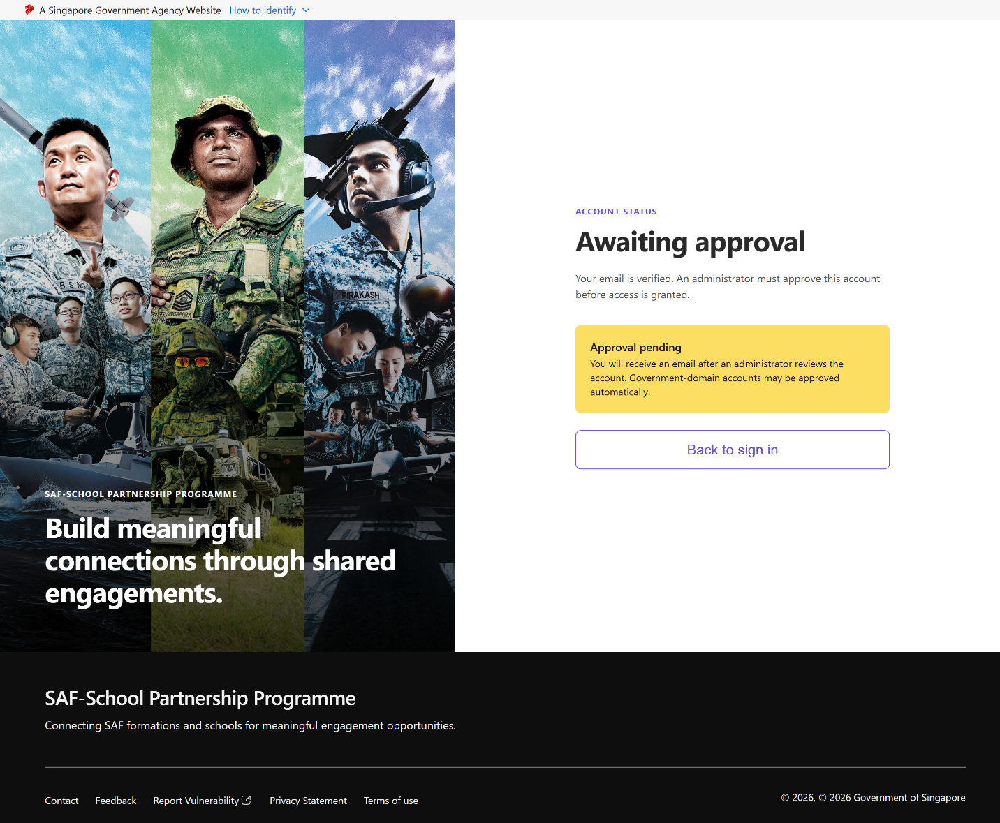 A Singapore Government Agency Website How to identify
B S NG
SINGAPURA
PIRAKASH
YA
SAF-SCHOOL PARTNERSHIP PROGRAMME
Build meaningful
connections through shared
engagements.
ACCOUNT STATUS
Awaiting approval
Your email is verified. An administrator must approve this account
before access is granted.
Approval pending
You will receive an email after an administrator reviews the
account. Government-domain accounts may be approved
automatically.
Back to sign in
SAF-School Partnership Programme
Connecting SAF formations and schools for meaningful engagement opportunities.
Contact Feedback Report Vulnerability Privacy Statement Terms of use
© 2026, © 2026 Government of Singapore